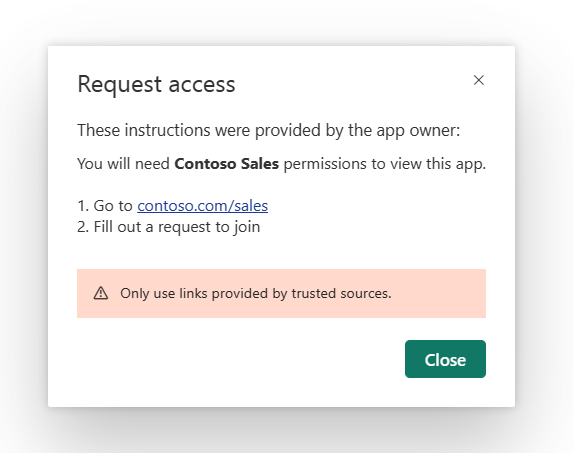 Request access
These instructions were provided by the app owner:
You will need Contoso Sales permissions to view this app.
1. Go to contoso.com/sales
2. Fill out a request to join
Only use links provided by trusted sources.
Close